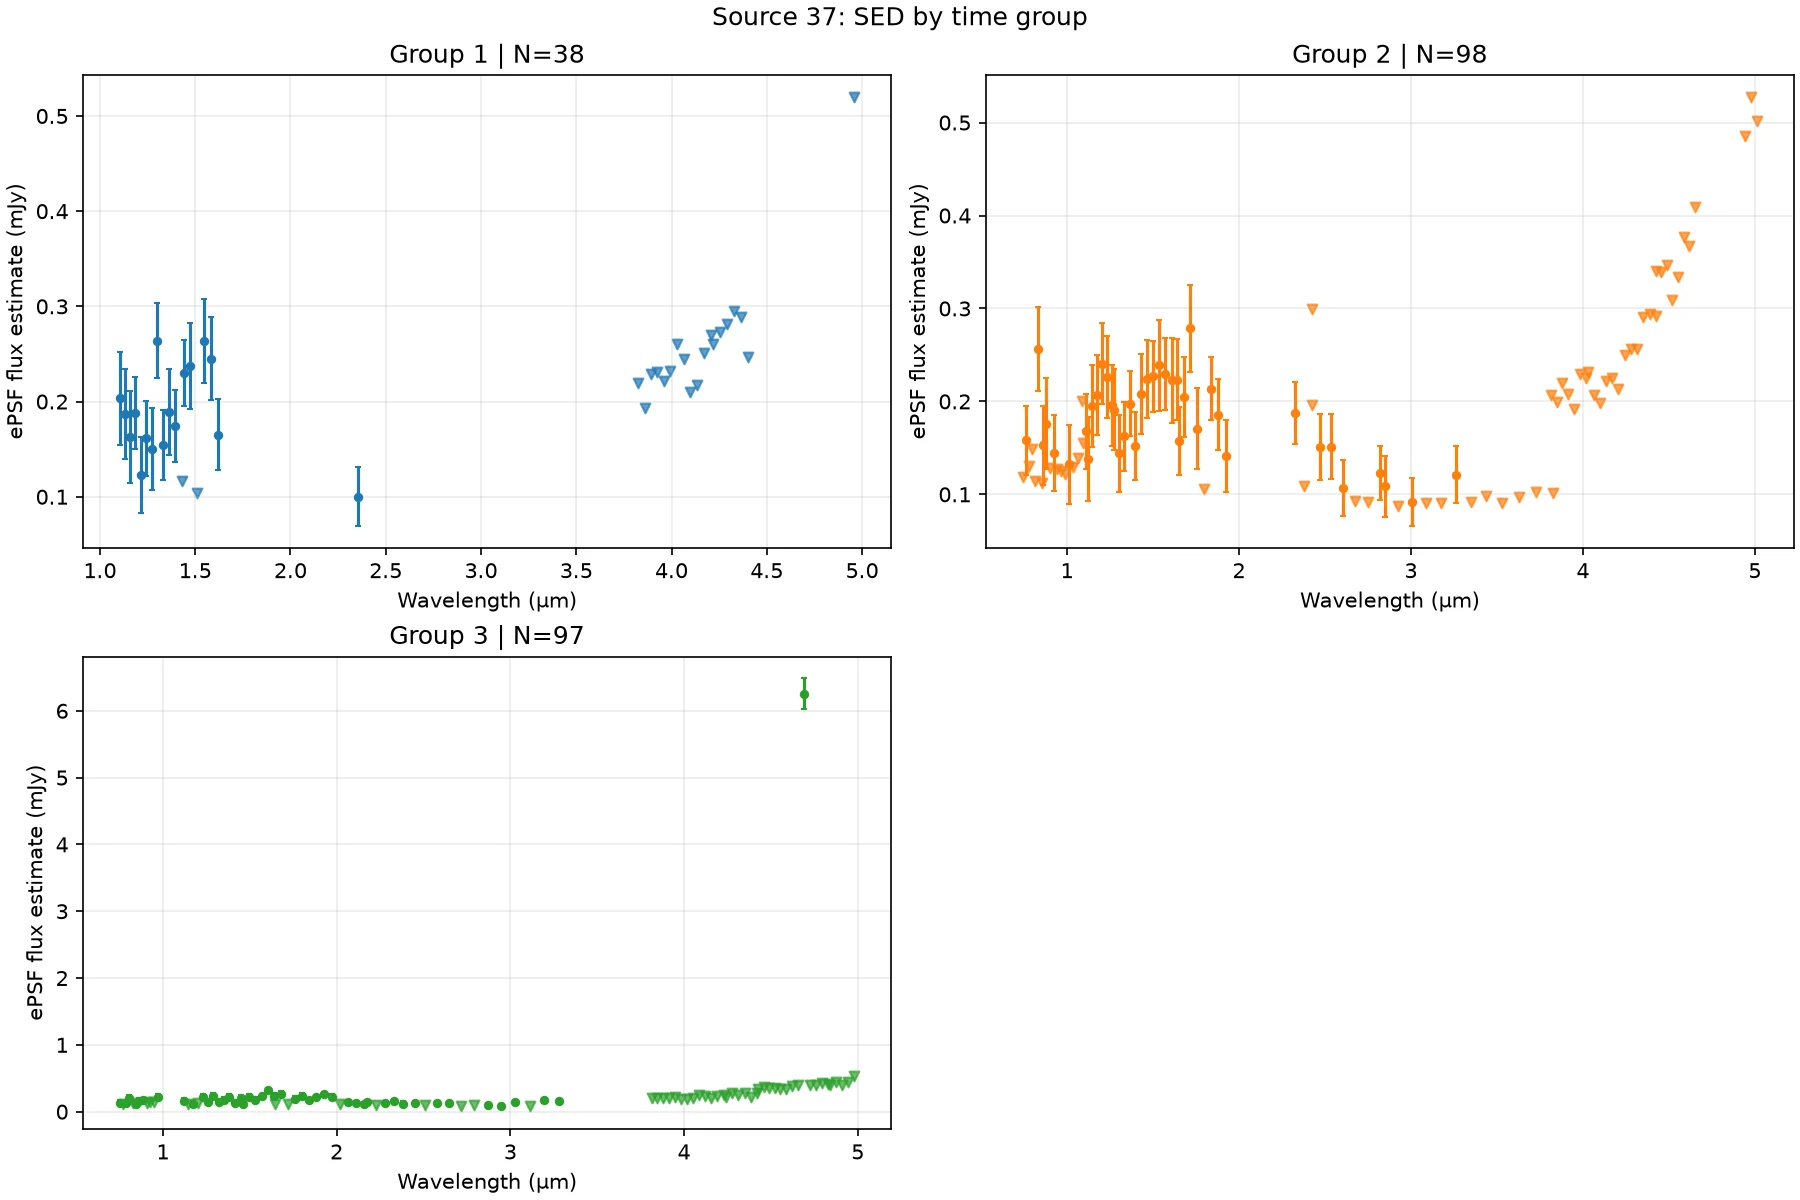 Source 37: SED by time group
Group 1 | N=38
ePSF flux estimate (mJy)
0.5
0.4
0.3
0.2
0.1
1.0 1.5 2.0 2.5 3.0 3.5 4.0 4.5 5.0
Wavelength (μm)
Group 2 | N=98
ePSF flux estimate (mJy)
0.5
0.4
0.3
0.2
0.1
1 2 3 4 5
Wavelength (μm)
Group 3 | N=97
ePSF flux estimate (mJy)
6
5
4
3
2
1
0
1 2 3 4 5
Wavelength (μm)